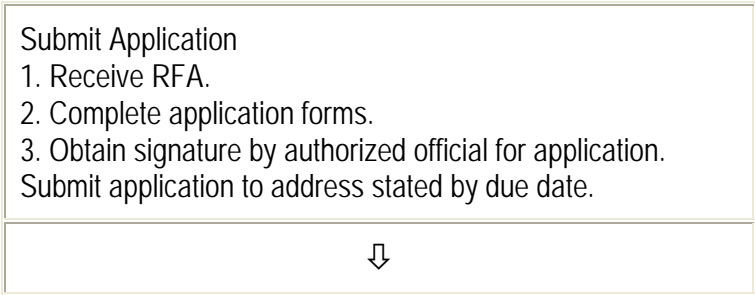 Submit Application
1. Receive RFA.
2. Complete application forms.
3. Obtain signature by authorized official for application.
Submit application to address stated by due date.
⇩